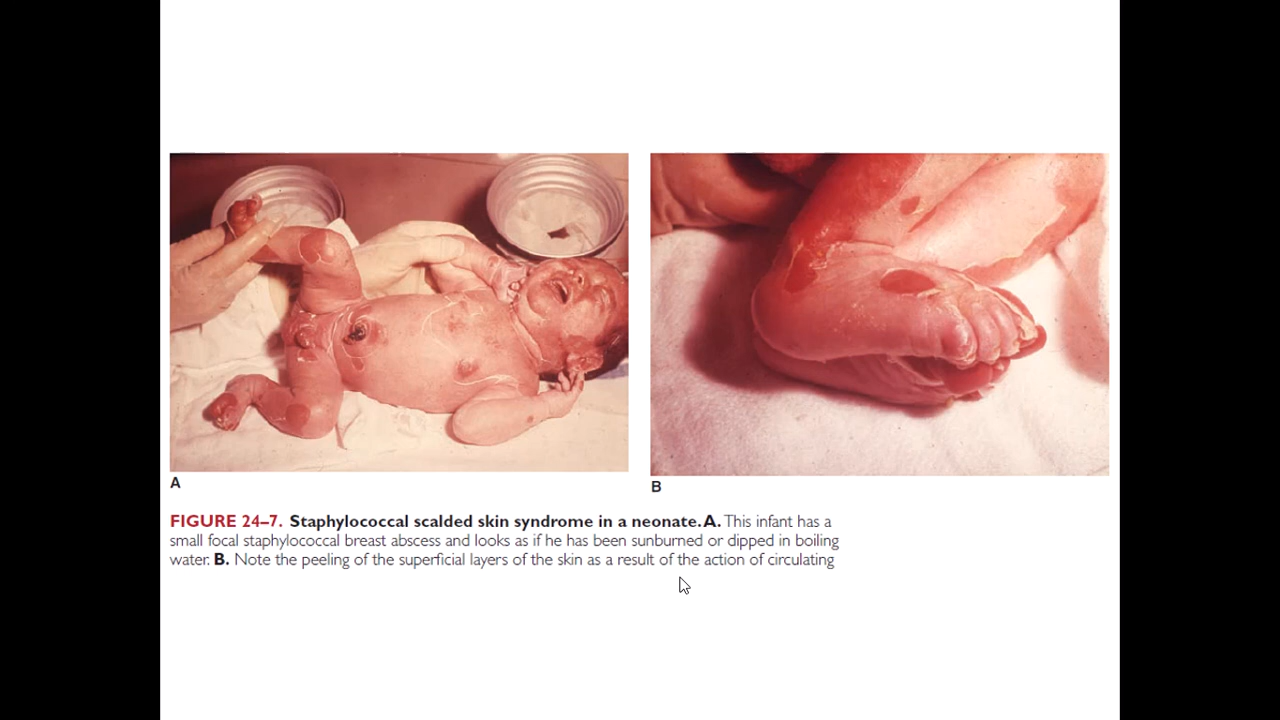 A
B
FIGURE 24–7. Staphylococcal scalded skin syndrome in a neonate. A. This infant has a
small focal staphylococcal breast abscess and looks as if he has been sunburned or dipped in boiling
water. B. Note the peeling of the superficial layers of the skin as a result of the action of circulating